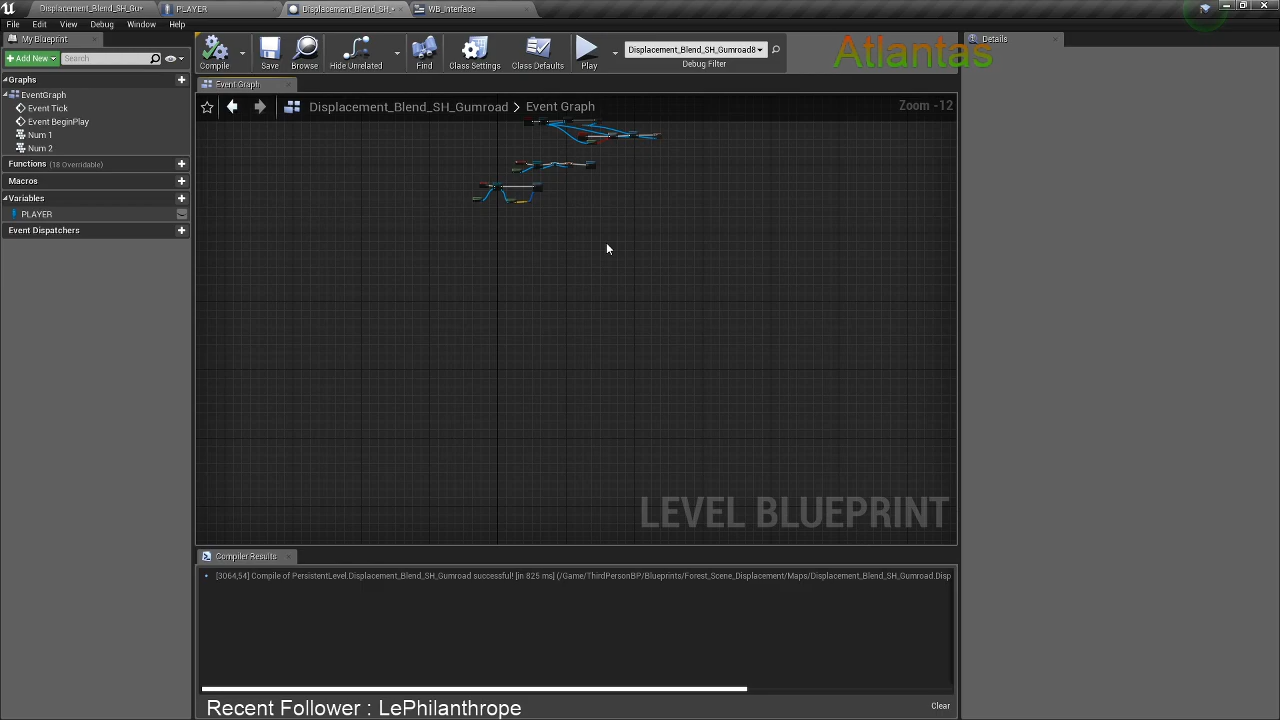 Displacement_Blend_SH_Gu*
PLAYER
Displacement_Blend_SH_*
WB_Interface
File Edit View Debug Window Help
My Blueprint
Add New
Search
Compile
Save
Browse
Hide Unrelated
Find
Class Settings
Class Defaults
Play
Displacement_Blend_SH_Gumroad8
Debug Filter
Atlantas
Details
Graphs
EventGraph
Event Tick
Event BeginPlay
Num 1
Num 2
Functions (18 Overridable)
Macros
Variables
PLAYER
Event Dispatchers
Event Graph
Displacement_Blend_SH_Gumroad > Event Graph
Zoom -12
LEVEL BLUEPRINT
Compiler Results
[3064,54] Compile of PersistentLevel.Displacement_Blend_SH_Gumroad successful! [in 825 ms] (/Game/ThirdPersonBP/Blueprints/Forest_Scene_Displacement/Maps/Displacement_Blend_SH_Gumroad.Disp
Recent Follower : LePhilanthrope
Clear